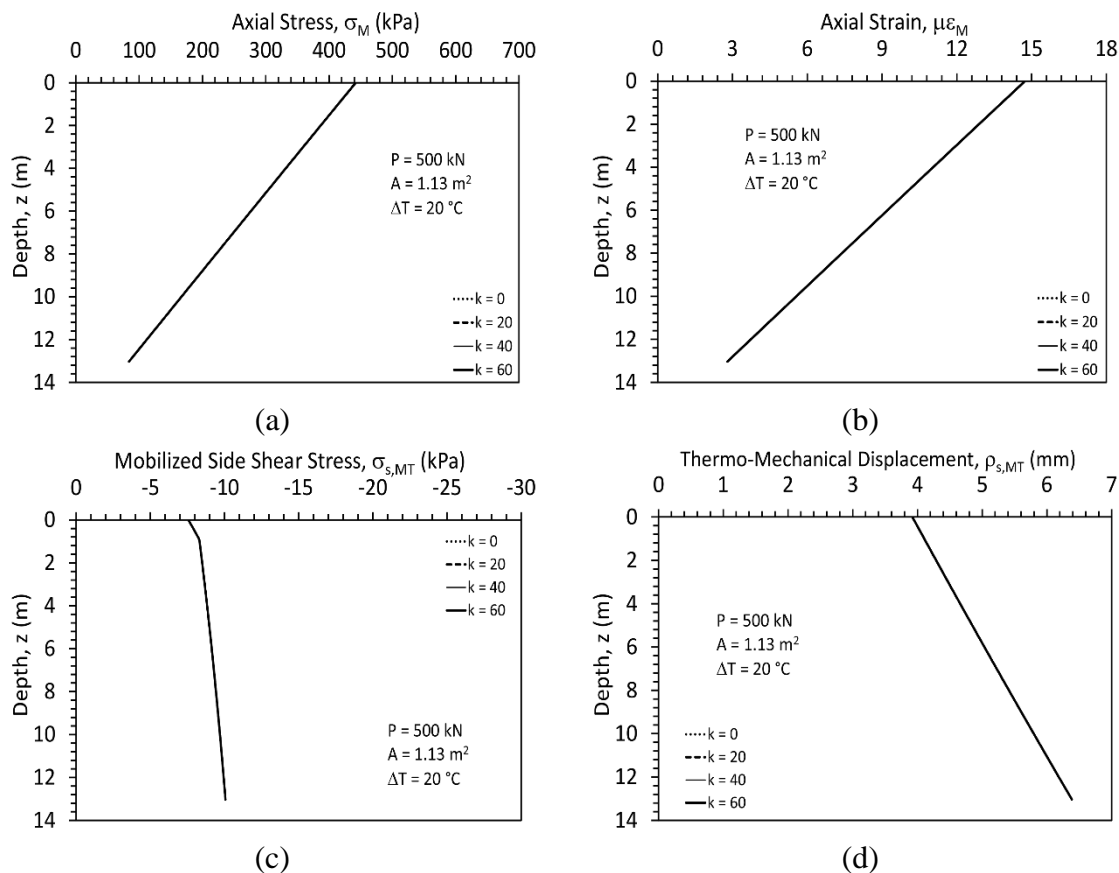 Axial Stress, σM (kPa)
0 100 200 300 400 500 600 700
0
2
4
6
8
10
12
14
Depth, z (m)
P = 500 kN
A = 1.13 m²
ΔT = 20 °C
k = 0
k = 20
k = 40
k = 60
(a)
Axial Strain, µεM
0 3 6 9 12 15 18
0
2
4
6
8
10
12
14
Depth, z (m)
P = 500 kN
A = 1.13 m²
ΔT = 20 °C
k = 0
k = 20
k = 40
k = 60
(b)
Mobilized Side Shear Stress, σs,MT (kPa)
0 -5 -10 -15 -20 -25 -30
0
2
4
6
8
10
12
14
Depth, z (m)
k = 0
k = 20
k = 40
k = 60
P = 500 kN
A = 1.13 m²
ΔT = 20 °C
(c)
Thermo-Mechanical Displacement, ρs,MT (mm)
0 1 2 3 4 5 6 7
0
2
4
6
8
10
12
14
Depth, z (m)
P = 500 kN
A = 1.13 m²
ΔT = 20 °C
k = 0
k = 20
k = 40
k = 60
(d)